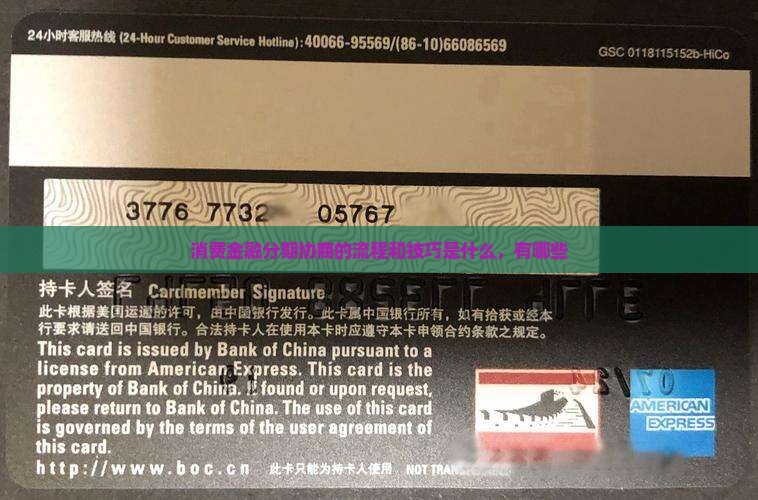 24小时客服热线 (24-Hour Customer Service Hotline):40066-95569/(86-10)66086569
GSC 0118115152b-HiCo
3776 7732 05767
消费金融分期协商的流程和技巧是什么，有哪些
持卡人签名 Cardmember Signature
此卡根据美国运通的许可，由中国银行发行。此卡属中国银行所有，如有拾获或经本
行要求请送回中国银行。合法持卡人在使用本卡时应遵守本卡申领合约条款之规定。
This card is issued by Bank of China pursuant to a
license from American Express. This card is the
property of Bank of China. If found or upon request,
please return to Bank of China. The use of this card
is governed by the terms of the user agreement of
this card.
AMERICAN
EXPRESS
http://www.boc.cn 此卡只能为持卡人使用 NOT